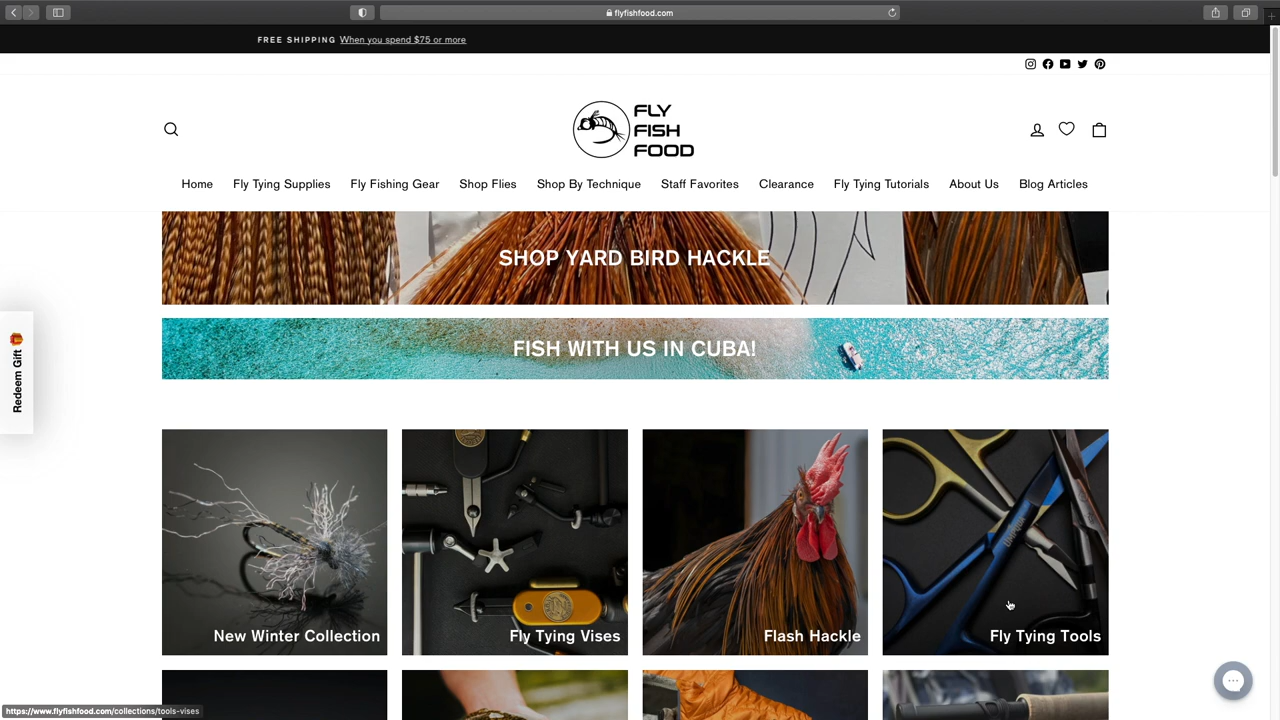 flyfishfood.com
FREE SHIPPING When you spend $75 or more
FLY
FISH
FOOD
Home Fly Tying Supplies Fly Fishing Gear Shop Flies Shop By Technique Staff Favorites Clearance Fly Tying Tutorials About Us Blog Articles
SHOP YARD BIRD HACKLE
FISH WITH US IN CUBA!
Redeem Gift
New Winter Collection
Fly Tying Vises
Flash Hackle
Fly Tying Tools
https://www.flyfishfood.com/collections/tools-vises